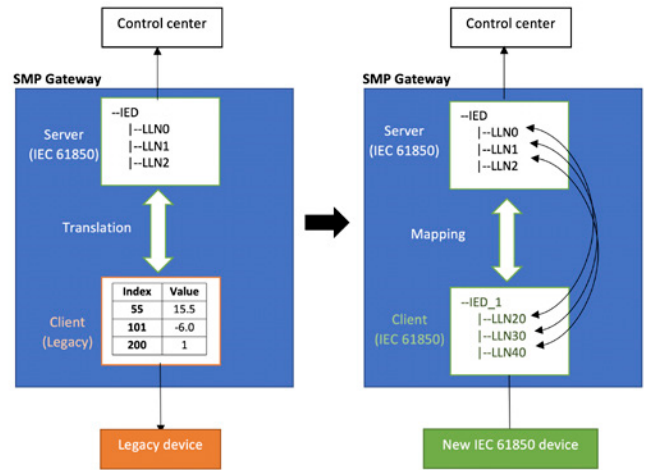 Control center
SMP Gateway
Server
(IEC 61850)
--IED
|--LLN0
|--LLN1
|--LLN2
Translation
Client
(Legacy)
Index Value
55 15.5
101 -6.0
200 1
Legacy device
Control center
SMP Gateway
Server
(IEC 61850)
--IED
|--LLN0
|--LLN1
|--LLN2
Mapping
Client
(IEC 61850)
--IED_1
|--LLN20
|--LLN30
|--LLN40
New IEC 61850 device